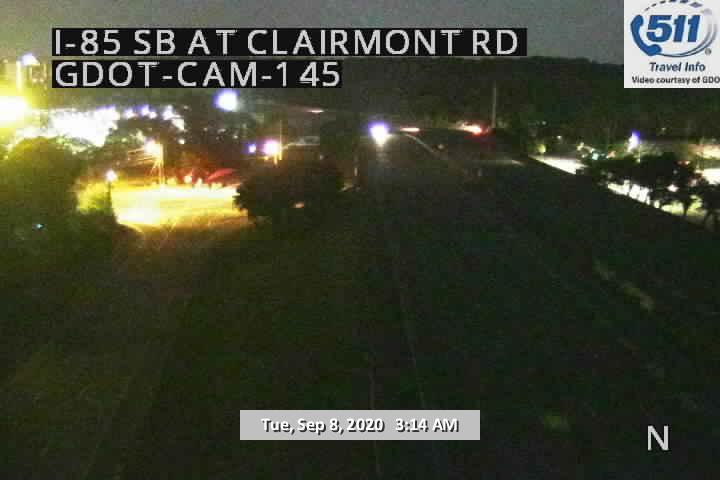 I-85 SB AT CLAIRMONT RD
GDOT-CAM-145
511
Travel Info
Video courtesy of GDO
Tue, Sep 8, 2020 3:14 AM
N